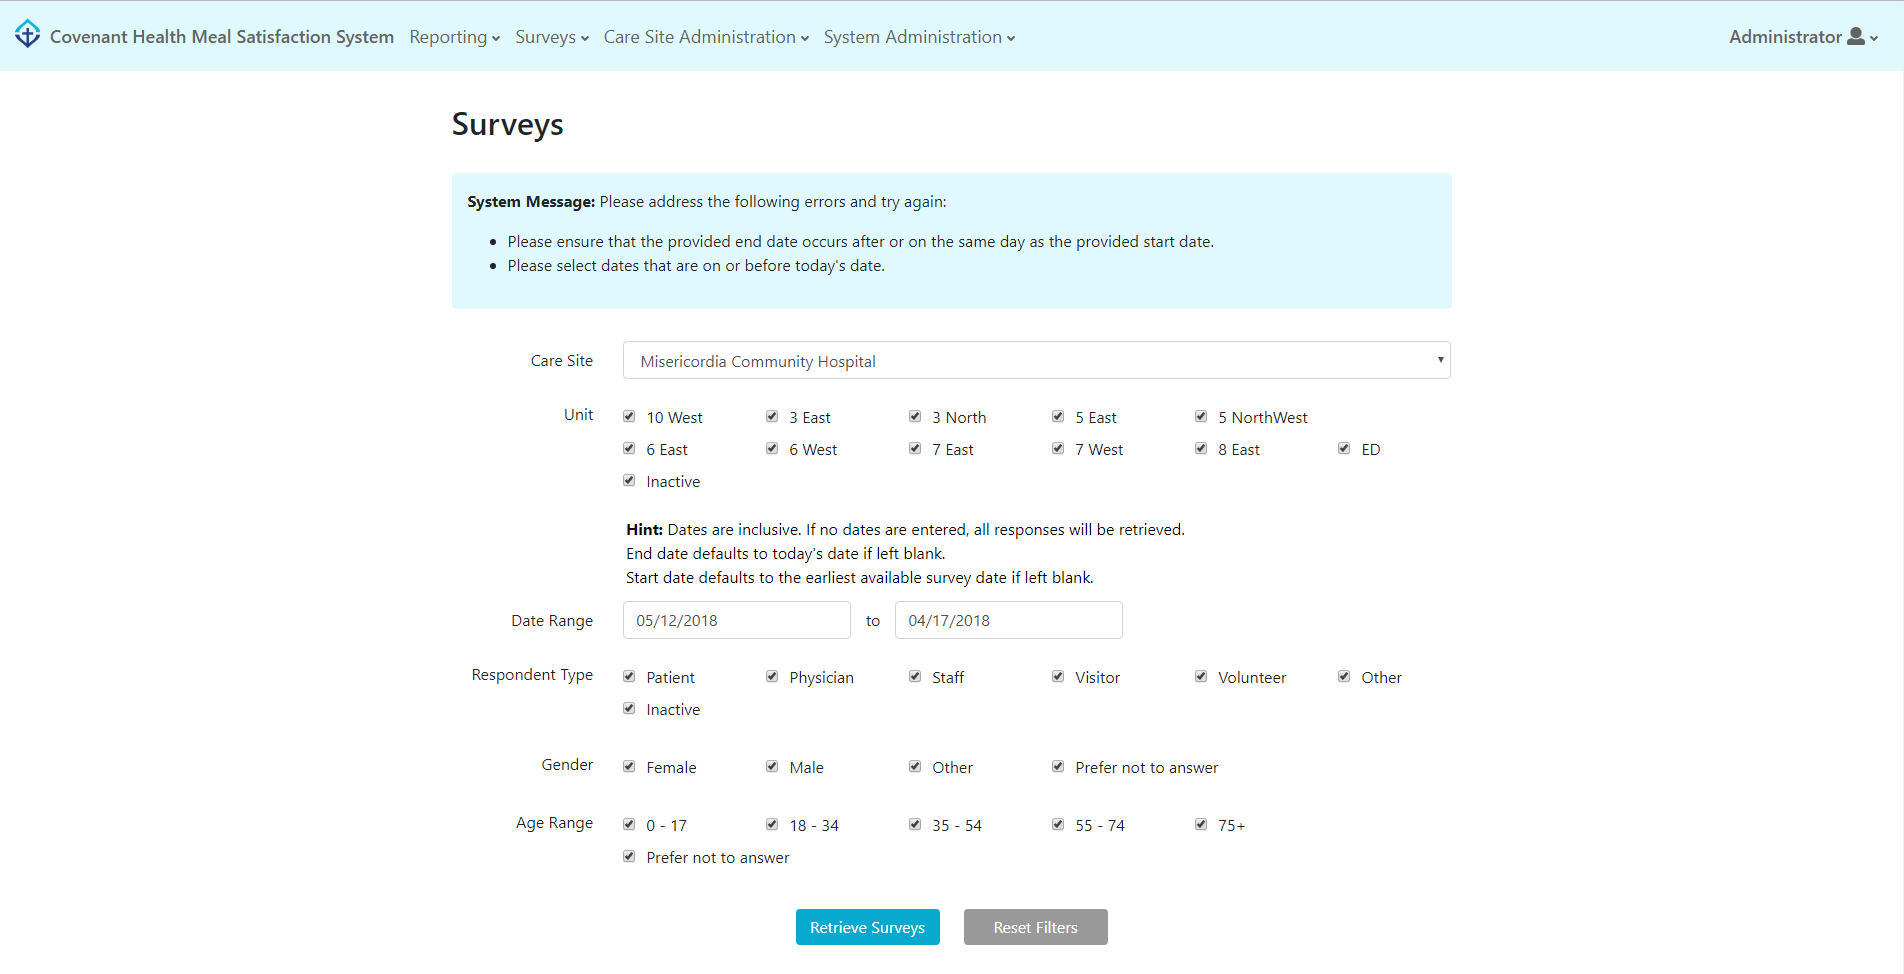 Covenant Health Meal Satisfaction System Reporting Surveys Care Site Administration System Administration Administrator
Surveys
System Message: Please address the following errors and try again:
Please ensure that the provided end date occurs after or on the same day as the provided start date.
Please select dates that are on or before today's date.
Care Site Misericordia Community Hospital
Unit 10 West 3 East 3 North 5 East 5 NorthWest
6 East 6 West 7 East 7 West 8 East ED
Inactive
Hint: Dates are inclusive. If no dates are entered, all responses will be retrieved.
End date defaults to today's date if left blank.
Start date defaults to the earliest available survey date if left blank.
Date Range 05/12/2018 to 04/17/2018
Respondent Type Patient Physician Staff Visitor Volunteer Other
Inactive
Gender Female Male Other Prefer not to answer
Age Range 0 - 17 18 - 34 35 - 54 55 - 74 75+
Prefer not to answer
Retrieve Surveys Reset Filters